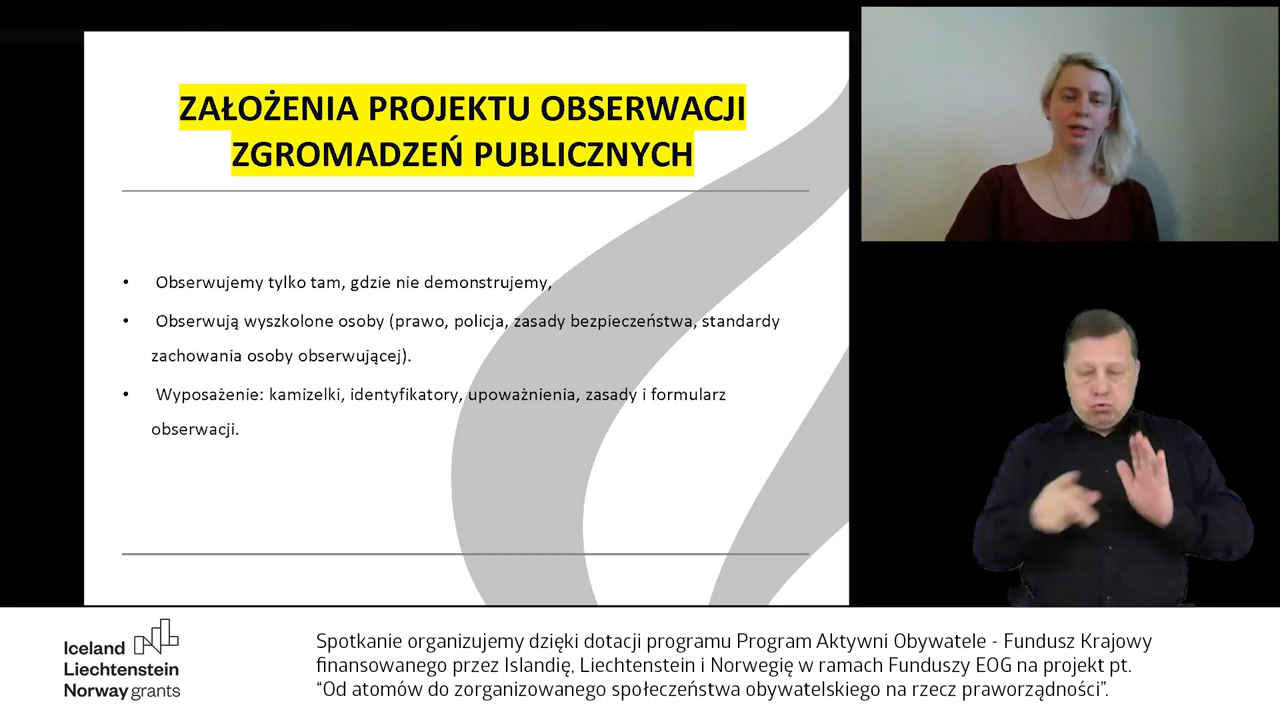 ZAŁOŻENIA PROJEKTU OBSERWACJI
ZGROMADZEŃ PUBLICZNYCH
• Obserwujemy tylko tam, gdzie nie demonstrujemy,
• Obserwują wyszkolone osoby (prawo, policja, zasady bezpieczeństwa, standardy
zachowania osoby obserwującej).
• Wyposażenie: kamizelki, identyfikatory, upoważnienia, zasady i formularz
obserwacji.
Iceland
Liechtenstein
Norway grants
Spotkanie organizujemy dzięki dotacji programu Program Aktywni Obywatele - Fundusz Krajowy
finansowanego przez Islandię, Liechtenstein i Norwegię w ramach Funduszy EOG na projekt pt.
“Od atomów do zorganizowanego społeczeństwa obywatelskiego na rzecz praworządności”.